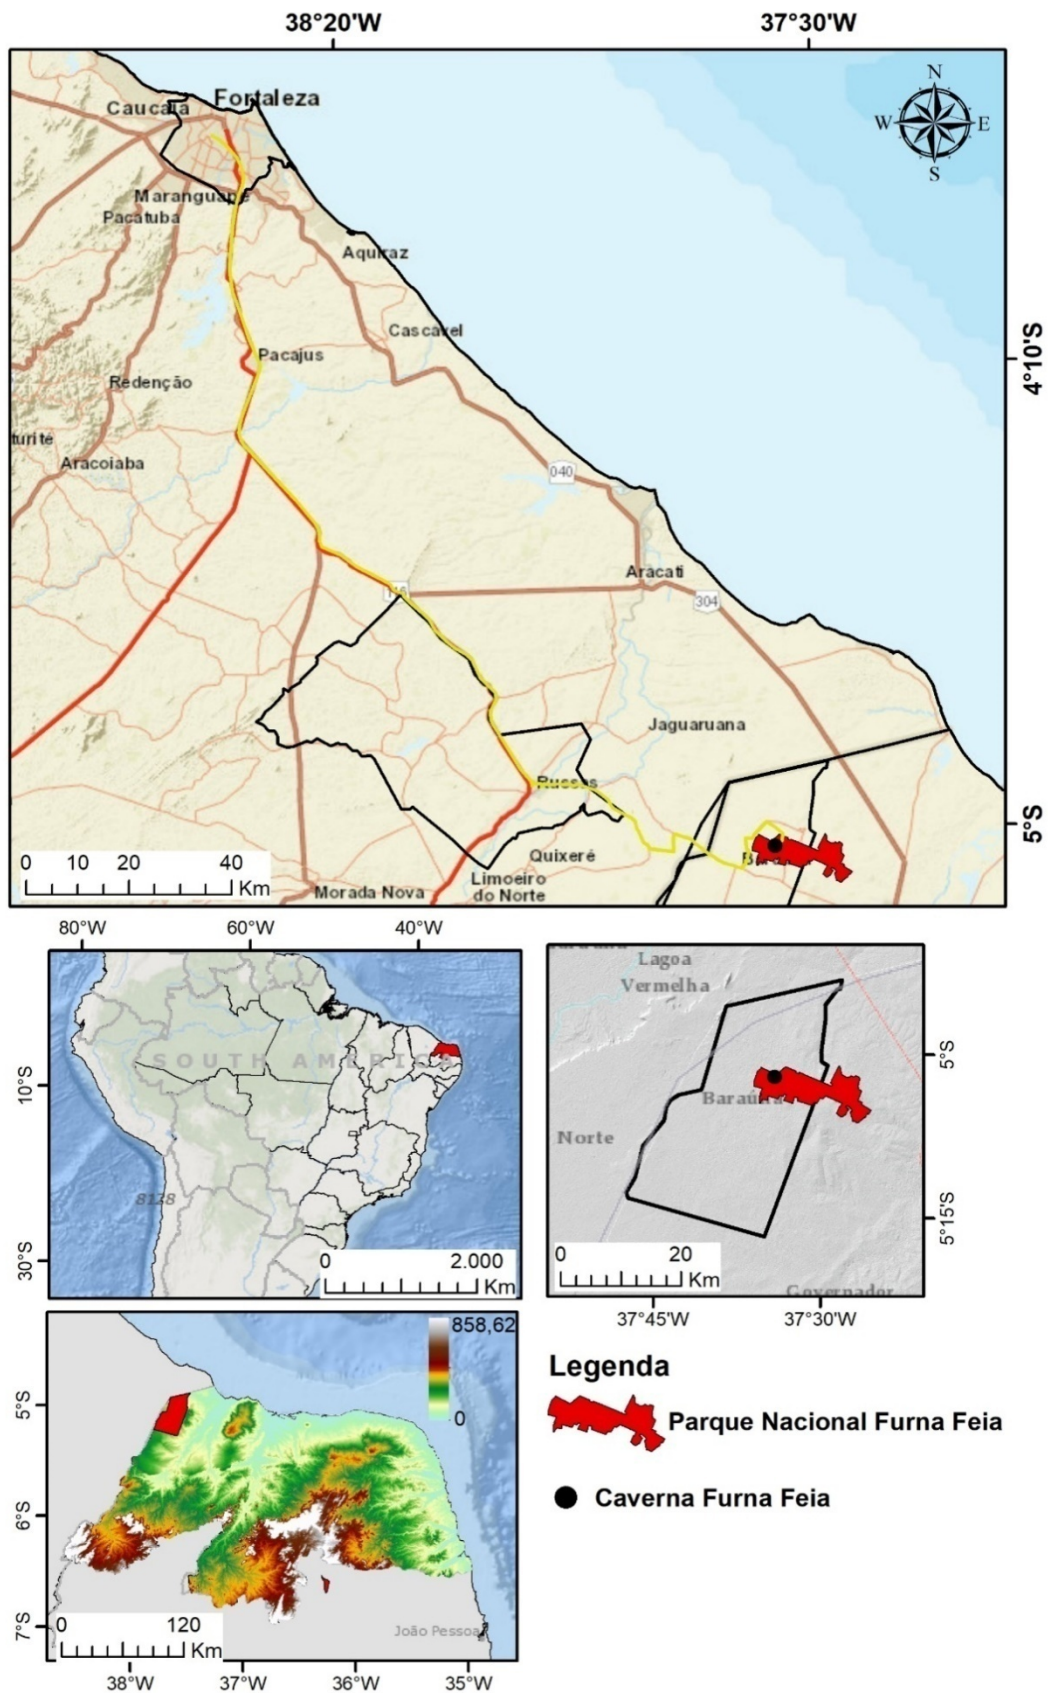 38°20'W 37°30'W
N
W E
S
Fortaleza
Caucaia
Maranguape
Pacatuba
Aquiraz
Cascavel
Pacajus
4°10'S
Redenção
turité
Aracoiaba
040
Aracati
116
304
Jaguaruana
Russas
5°S
Quixeré
Limoeiro
do Norte
Morada Nova
0 10 20 40
Km
80°W 60°W 40°W
SOUTH AMERICA
10°S
30°S
0 2.000
Km
Lagoa
Vermelha
5°S
Baraúna
Norte
5°15'S
0 20
Km
Governador
37°45'W 37°30'W
858,62
0
5°S
6°S
7°S
João Pessoa
0 120
Km
38°W 37°W 36°W 35°W
Legenda
Parque Nacional Furna Feia
Caverna Furna Feia